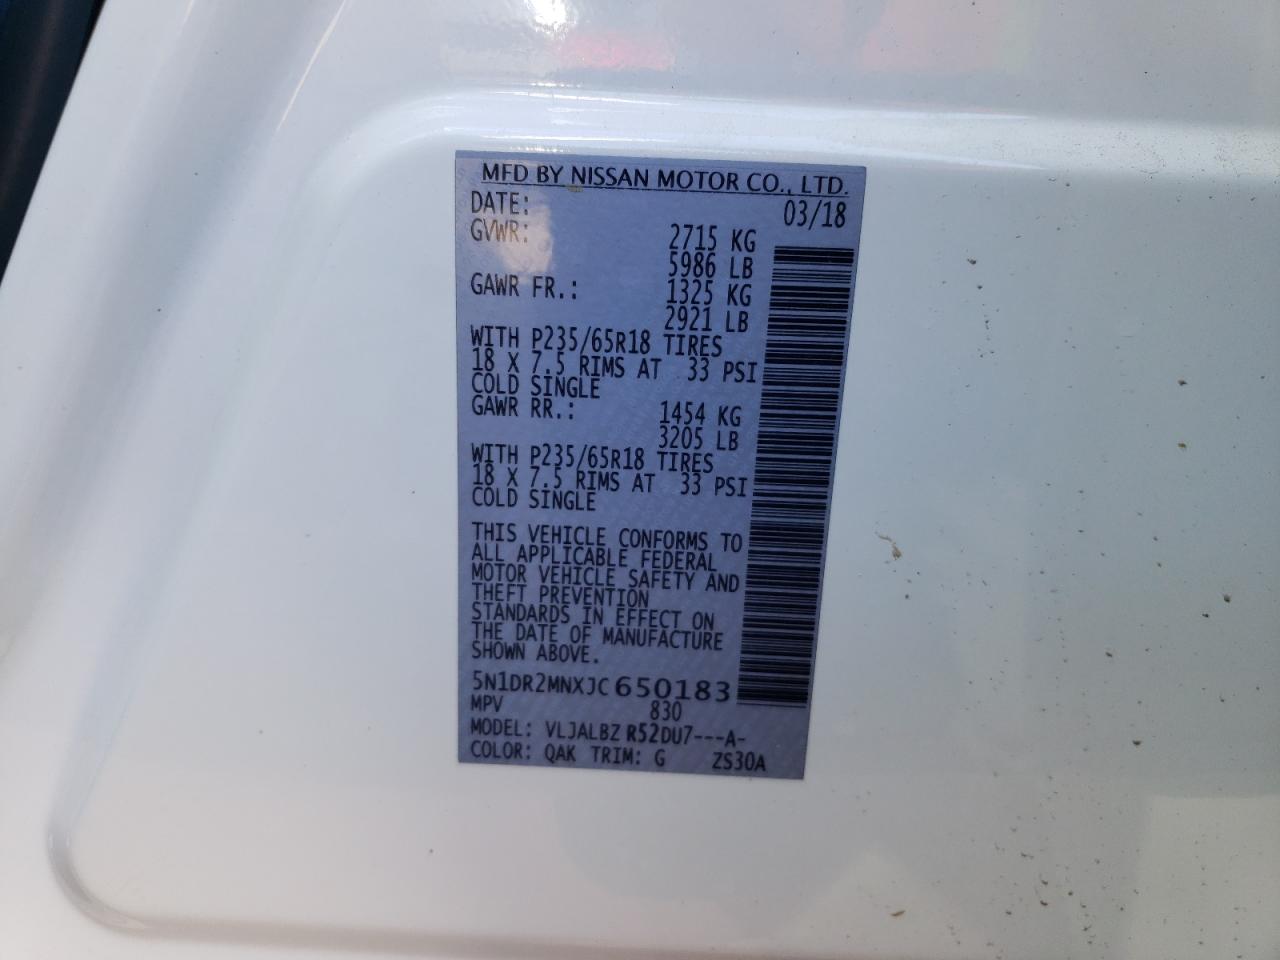 MFD BY NISSAN MOTOR CO., LTD.
DATE: 03/18
GVWR: 2715 KG
5986 LB
GAWR FR.: 1325 KG
2921 LB
WITH P235/65R18 TIRES
18 X 7.5 RIMS AT 33 PSI
COLD SINGLE
GAWR RR.: 1454 KG
3205 LB
WITH P235/65R18 TIRES
18 X 7.5 RIMS AT 33 PSI
COLD SINGLE
THIS VEHICLE CONFORMS TO
ALL APPLICABLE FEDERAL
MOTOR VEHICLE SAFETY AND
THEFT PREVENTION
STANDARDS IN EFFECT ON
THE DATE OF MANUFACTURE
SHOWN ABOVE.
5N1DR2MNXJC650183
MPV 830
MODEL: VLJALBZ R52DU7---A-
COLOR: QAK TRIM: G ZS30A